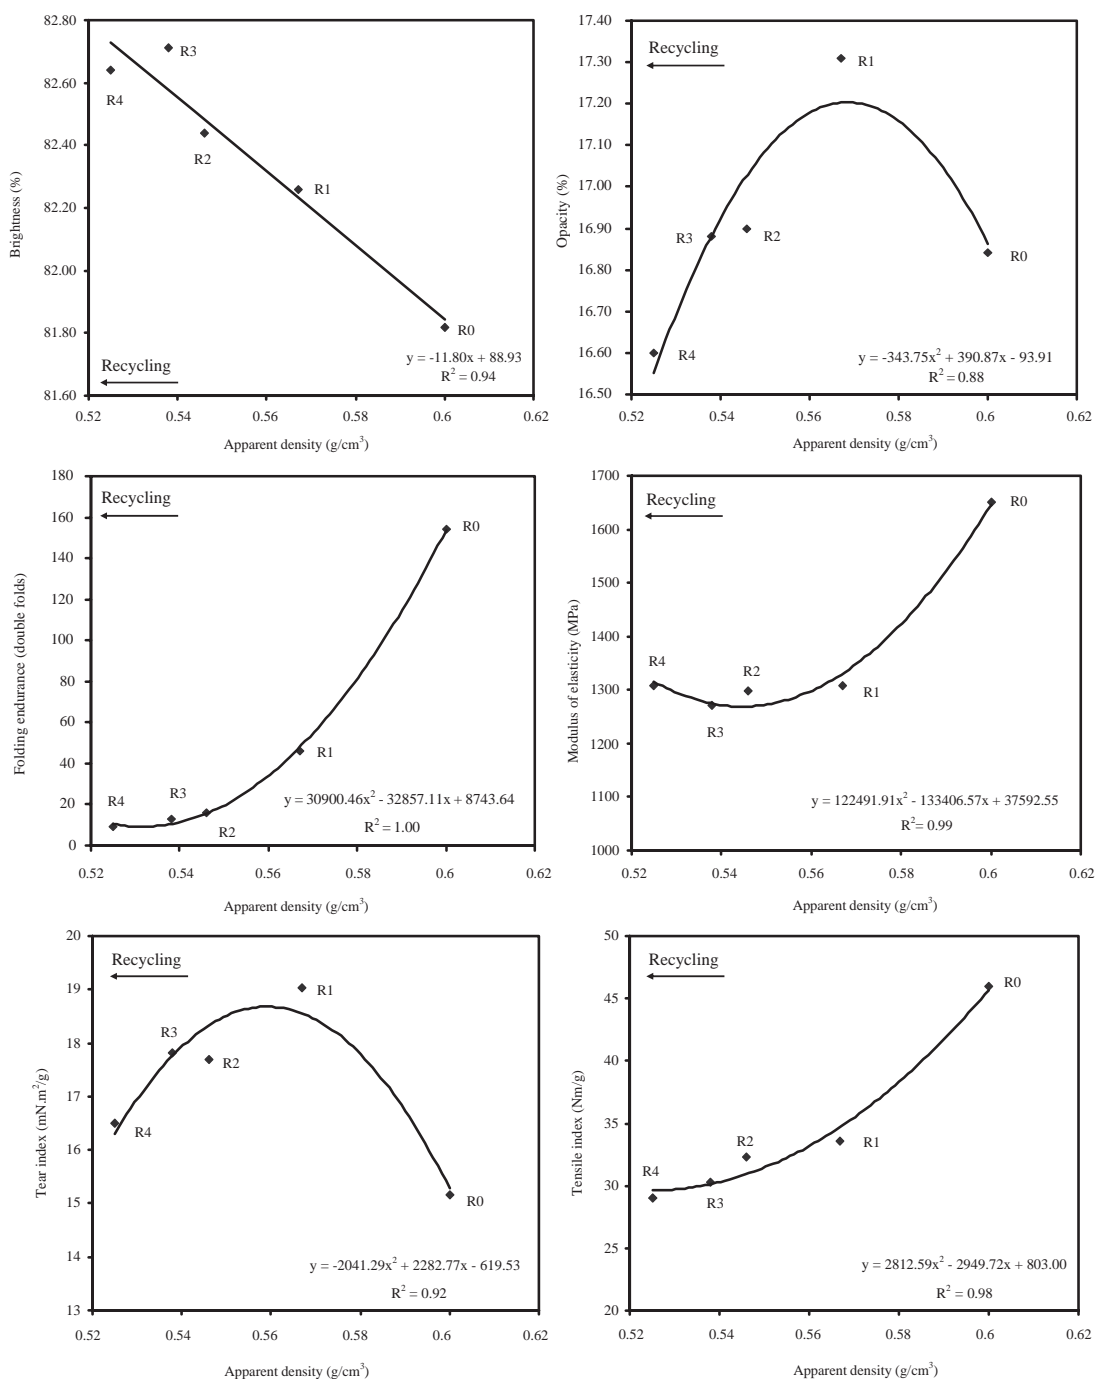 82.80
82.60
82.40
82.20
82.00
81.80
81.60
Brightness (%)
R3
R4
R2
R1
R0
Recycling
y = -11.80x + 88.93
R² = 0.94
0.52 0.54 0.56 0.58 0.6 0.62
Apparent density (g/cm³)
17.40
17.30
17.20
17.10
17.00
16.90
16.80
16.70
16.60
16.50
Opacity (%)
Recycling
R1
R3
R2
R0
R4
y = -343.75x² + 390.87x - 93.91
R² = 0.88
0.52 0.54 0.56 0.58 0.6 0.62
Apparent density (g/cm³)
180
160
140
120
100
80
60
40
20
0
Folding endurance (double folds)
Recycling
R0
R1
R4
R3
R2
y = 30900.46x² - 32857.11x + 8743.64
R² = 1.00
0.52 0.54 0.56 0.58 0.6 0.62
Apparent density (g/cm³)
1700
1600
1500
1400
1300
1200
1100
1000
Modulus of elasticity (MPa)
Recycling
R0
R4
R2
R1
R3
y = 122491.91x² - 133406.57x + 37592.55
R²= 0.99
0.52 0.54 0.56 0.58 0.6 0.62
Apparent density (g/cm³)
20
19
18
17
16
15
14
13
Tear index (mN.m²/g)
Recycling
R1
R3
R2
R4
R0
y = -2041.29x² + 2282.77x - 619.53
R² = 0.92
0.52 0.54 0.56 0.58 0.6 0.62
Apparent density (g/cm³)
50
45
40
35
30
25
20
Tensile index (Nm/g)
Recycling
R0
R2
R1
R4
R3
y = 2812.59x² - 2949.72x + 803.00
R² = 0.98
0.52 0.54 0.56 0.58 0.6 0.62
Apparent density (g/cm³)